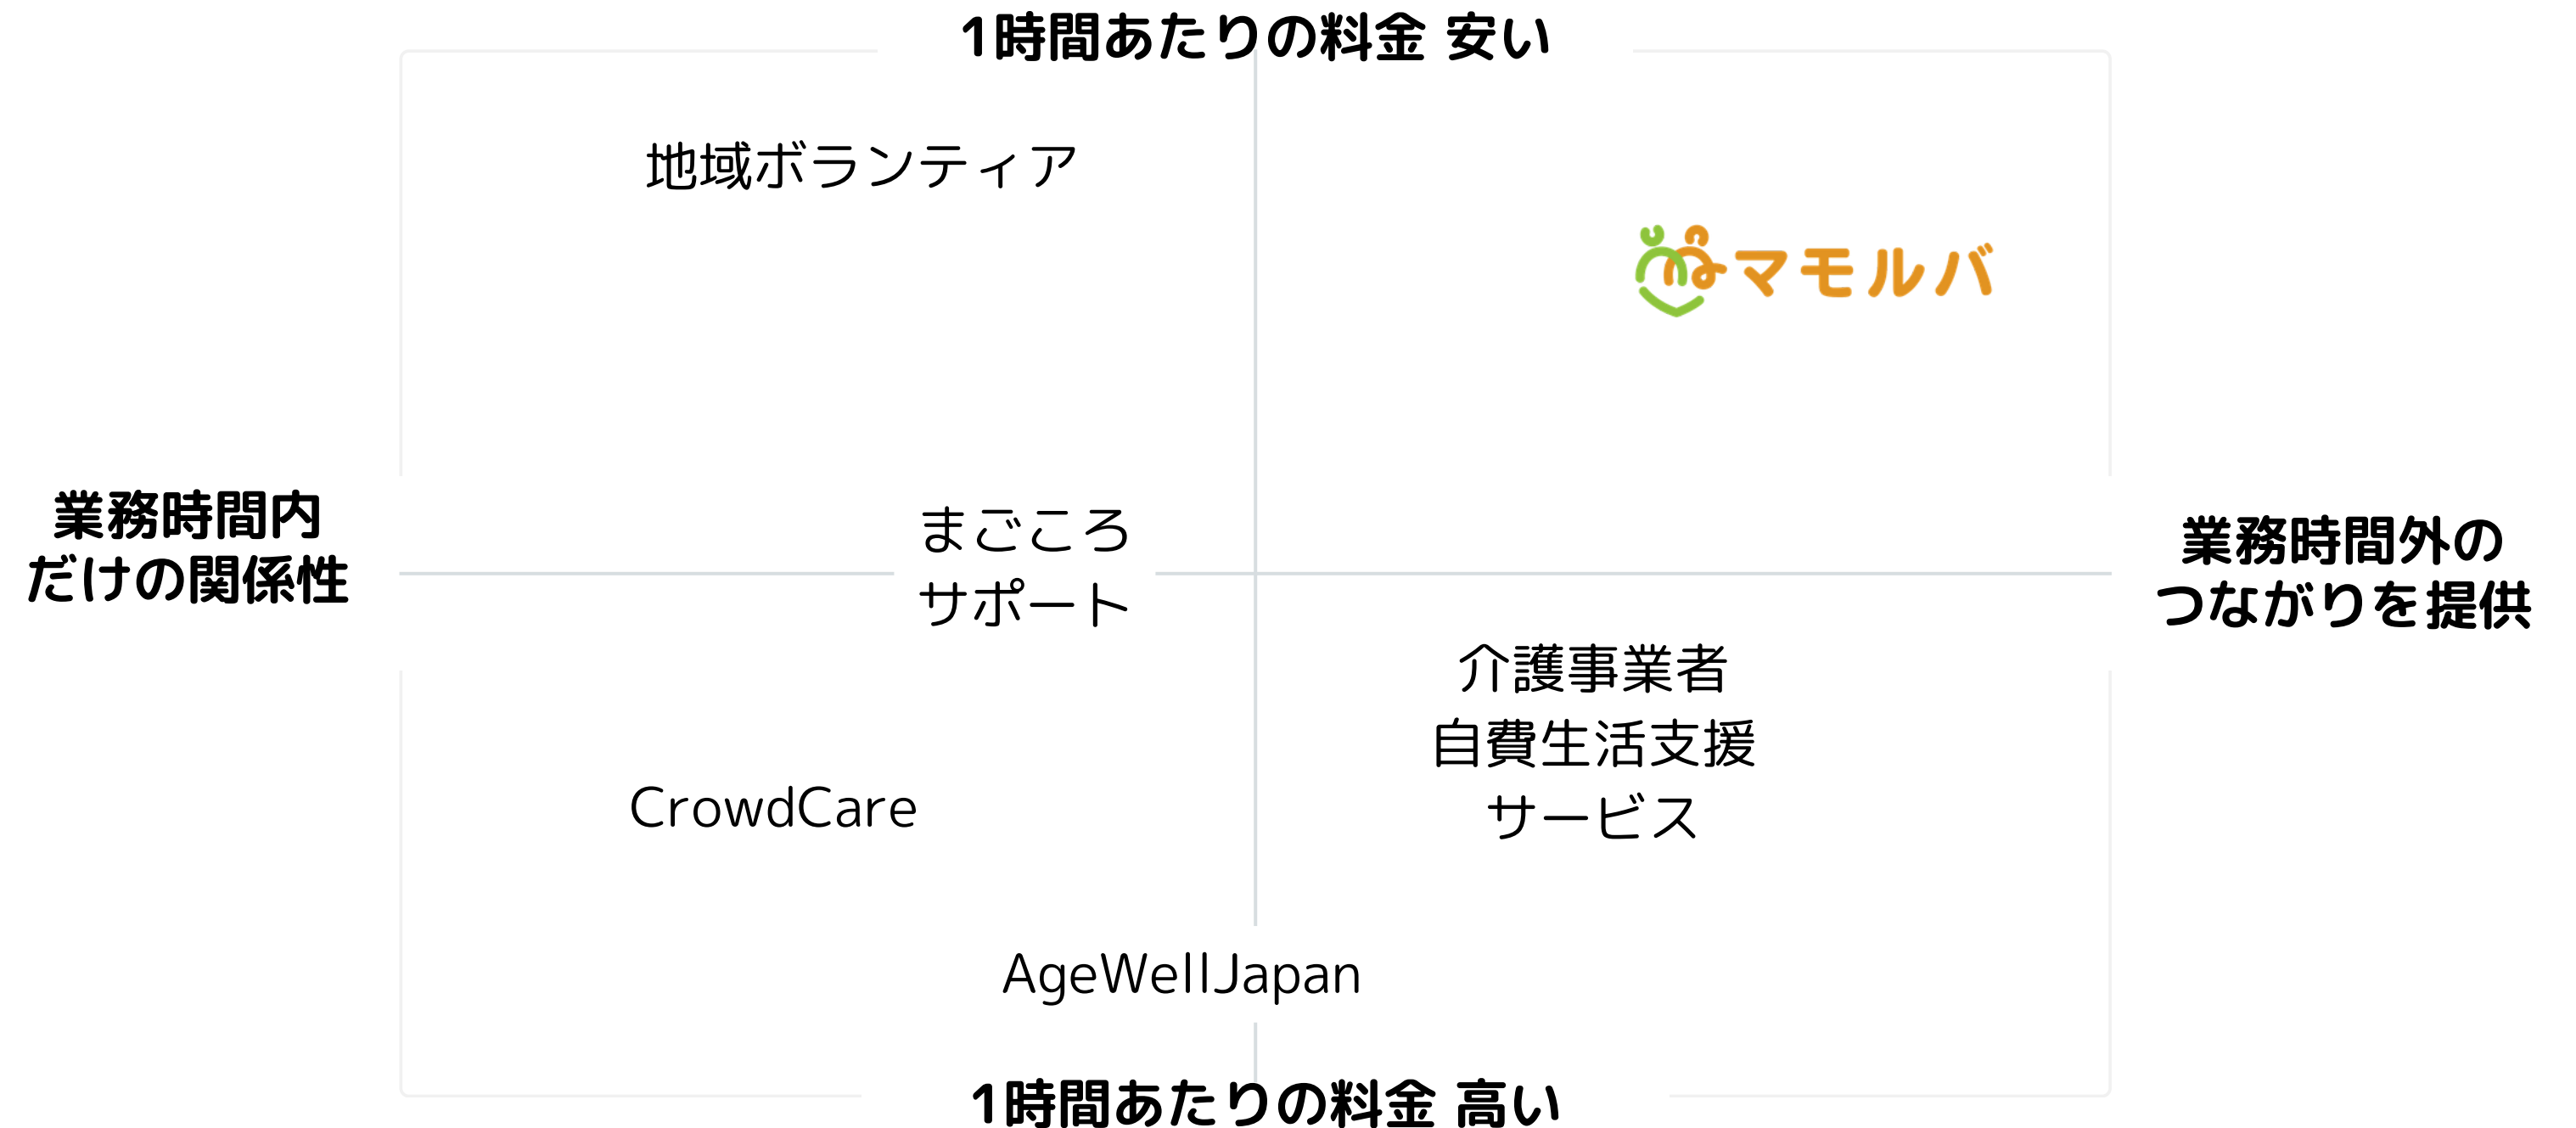 1時間あたりの料金 安い
地域ボランティア
マモルバ
業務時間内
だけの関係性
まごころ
サポート
業務時間外の
つながりを提供
介護事業者
自費生活支援
サービス
CrowdCare
AgeWellJapan
1時間あたりの料金 高い